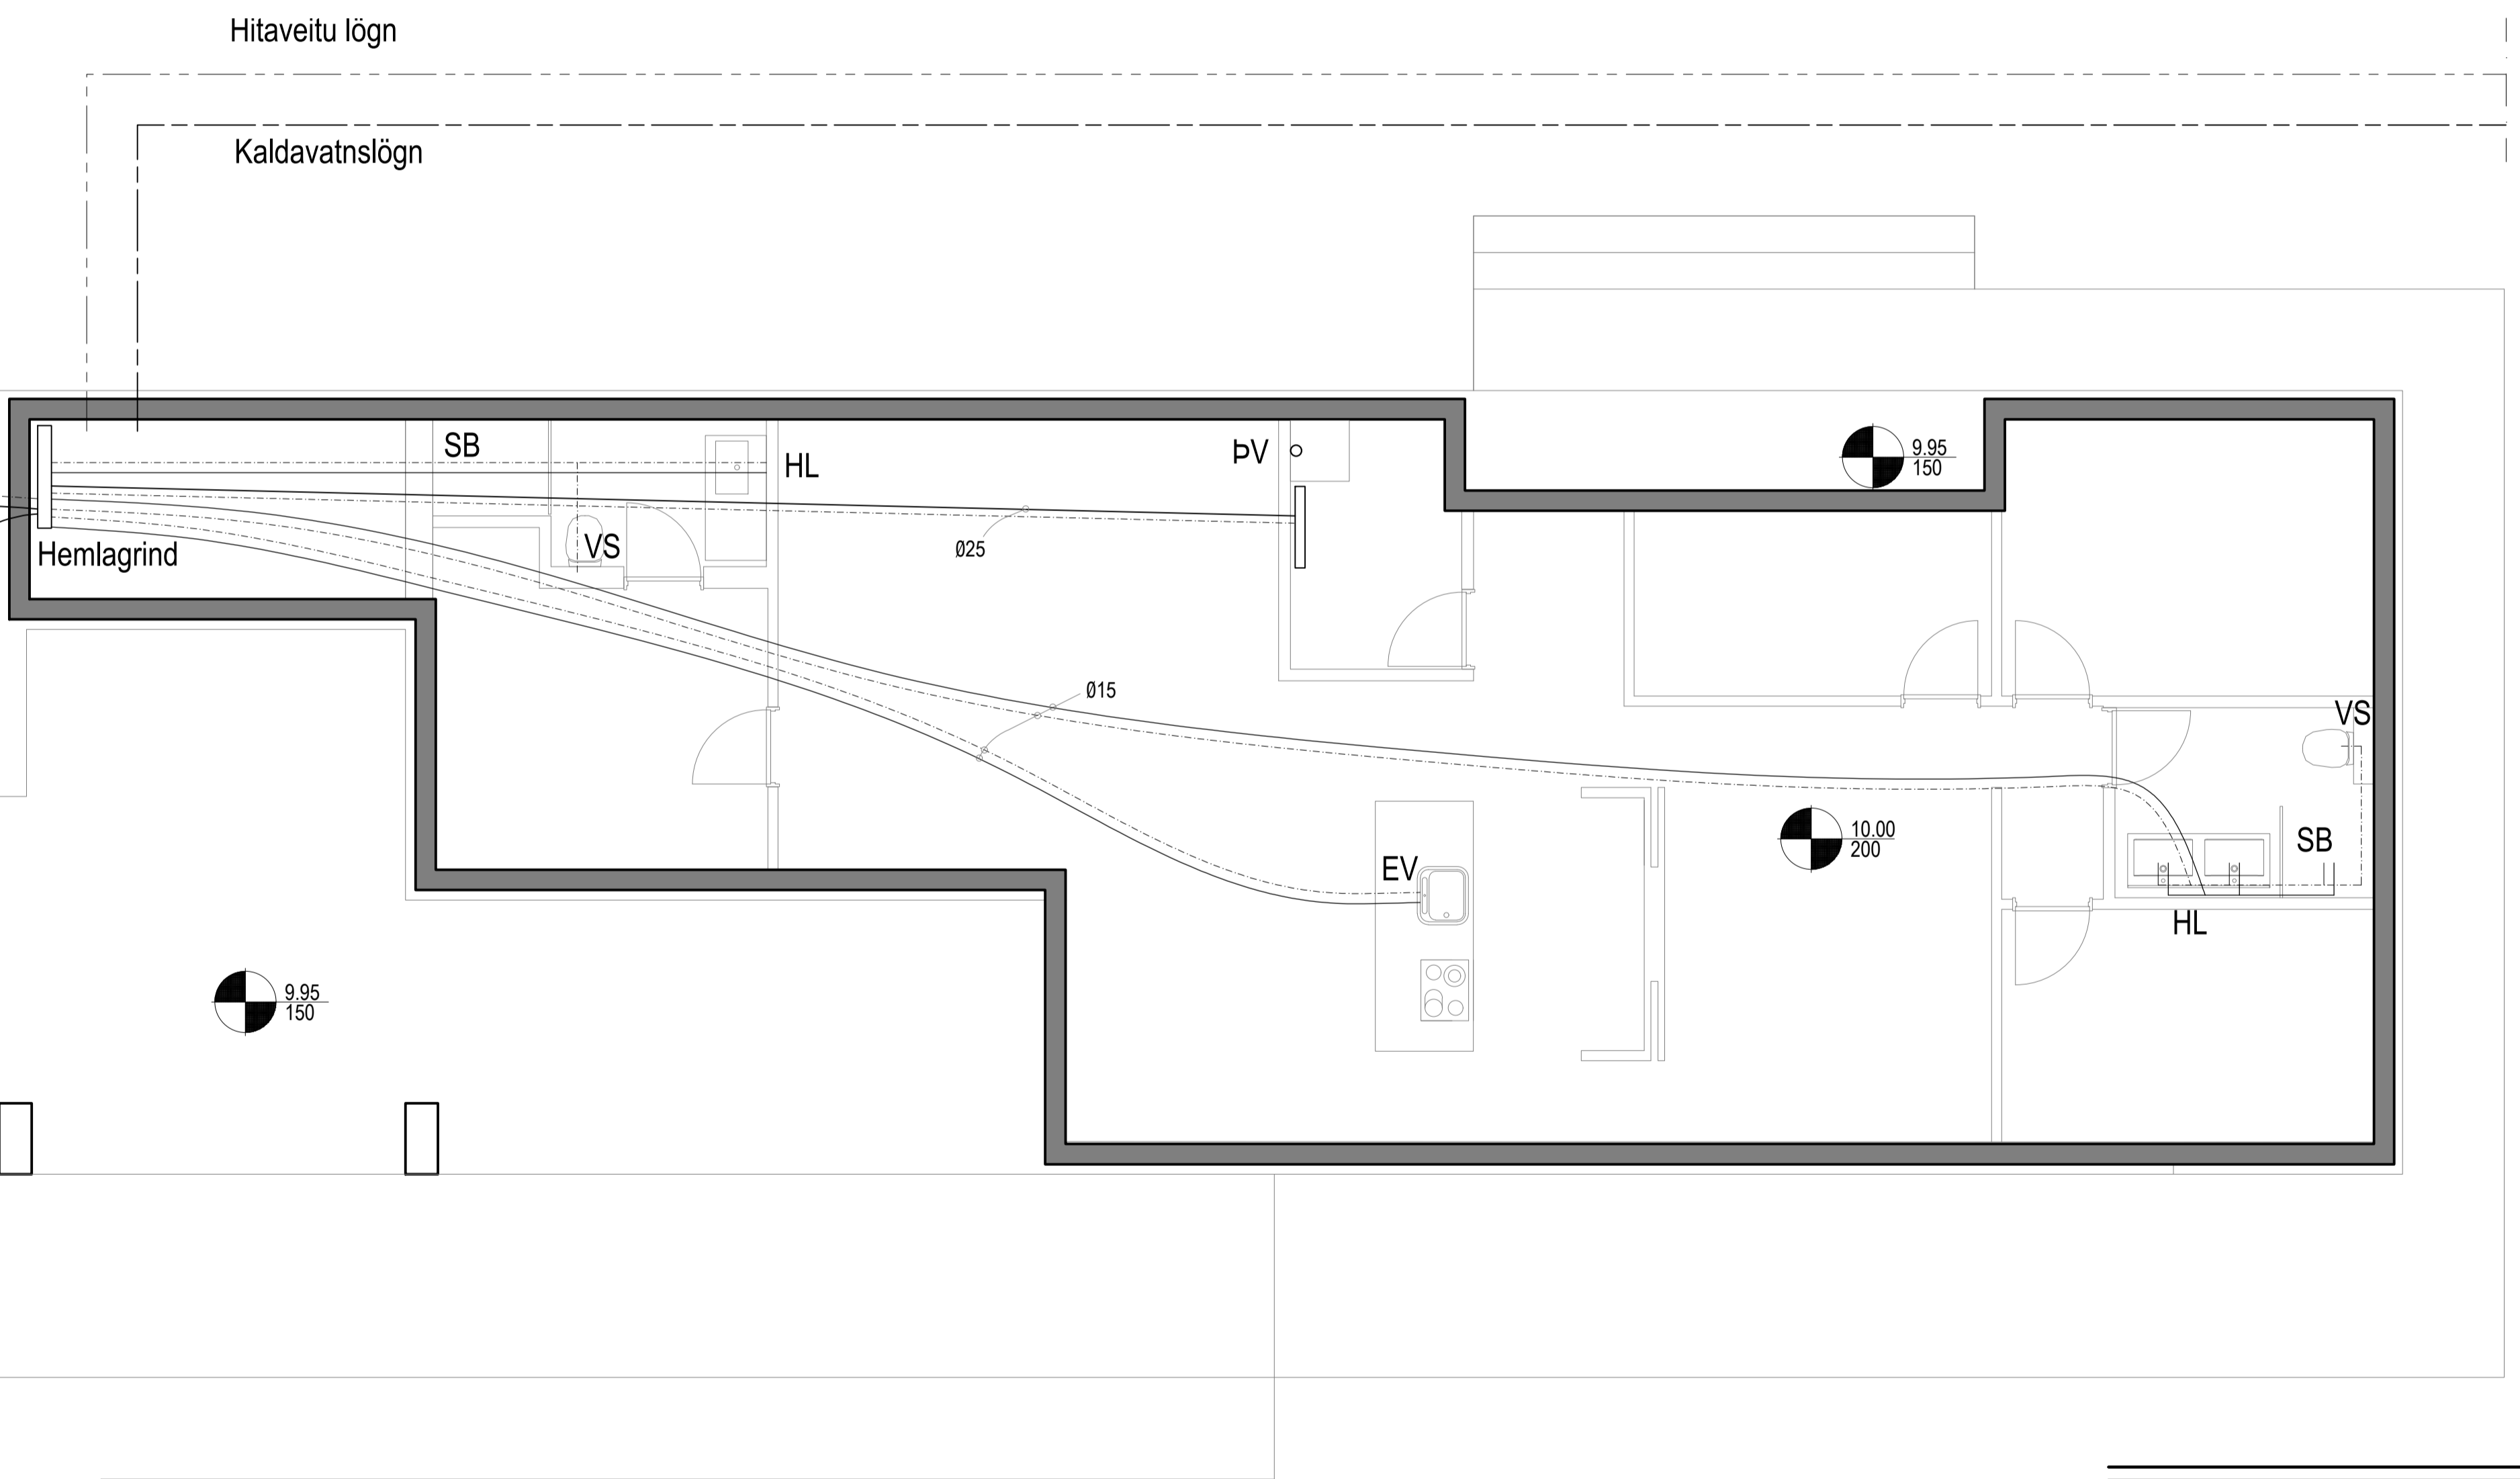 Hitaveitu lögn
Kaldavatnslögn
SB
HL
ÞV
9.95
150
Hemlagrind
VS
Ø25
Ø15
VS
EV
10.00
200
SB
HL
9.95
150